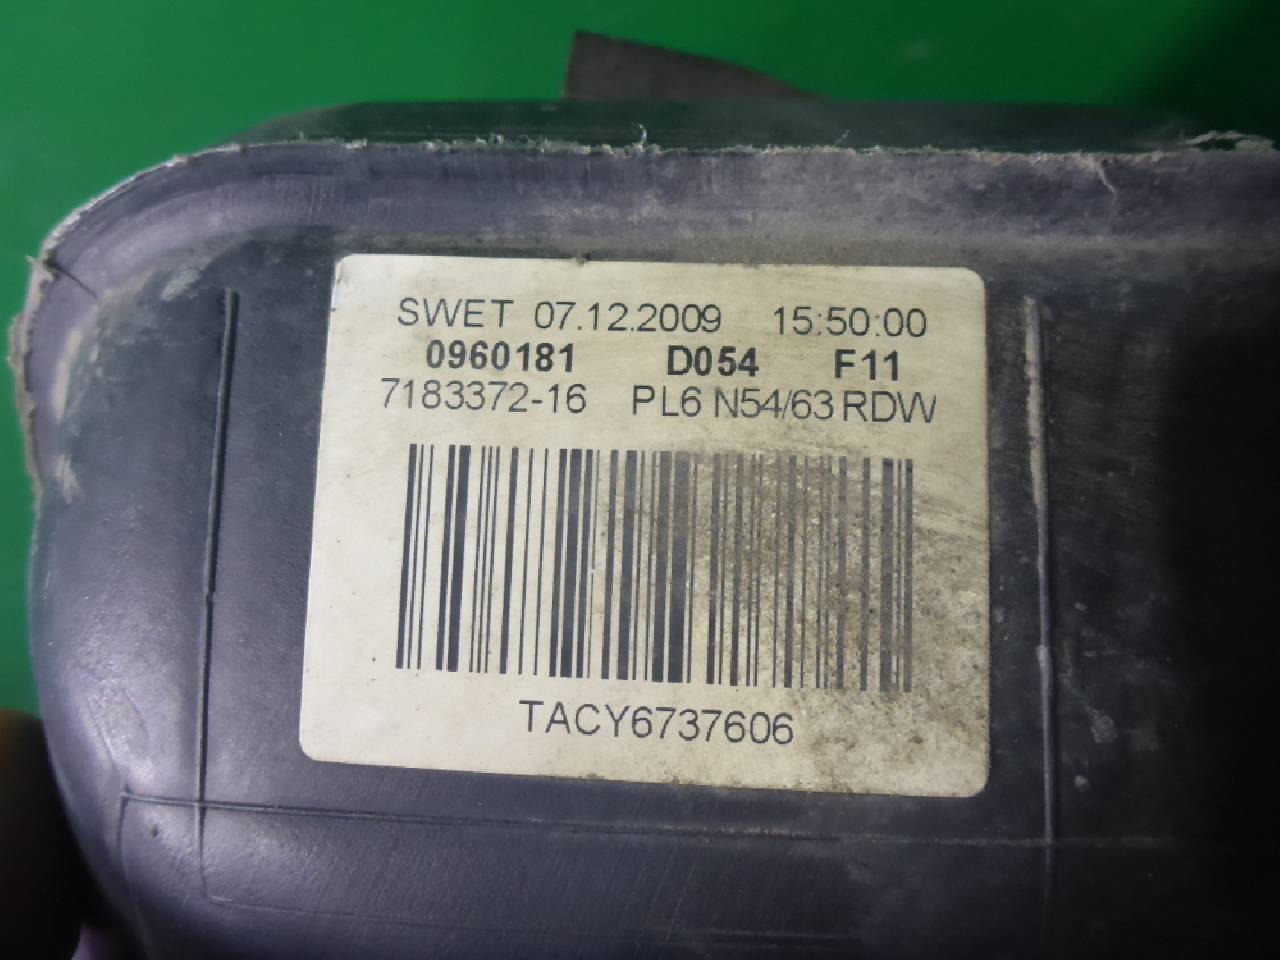 SWET 07.12.2009 15:50:00
0960181 D054 F11
7183372-16 PL6 N54/63 RDW
TACY6737606